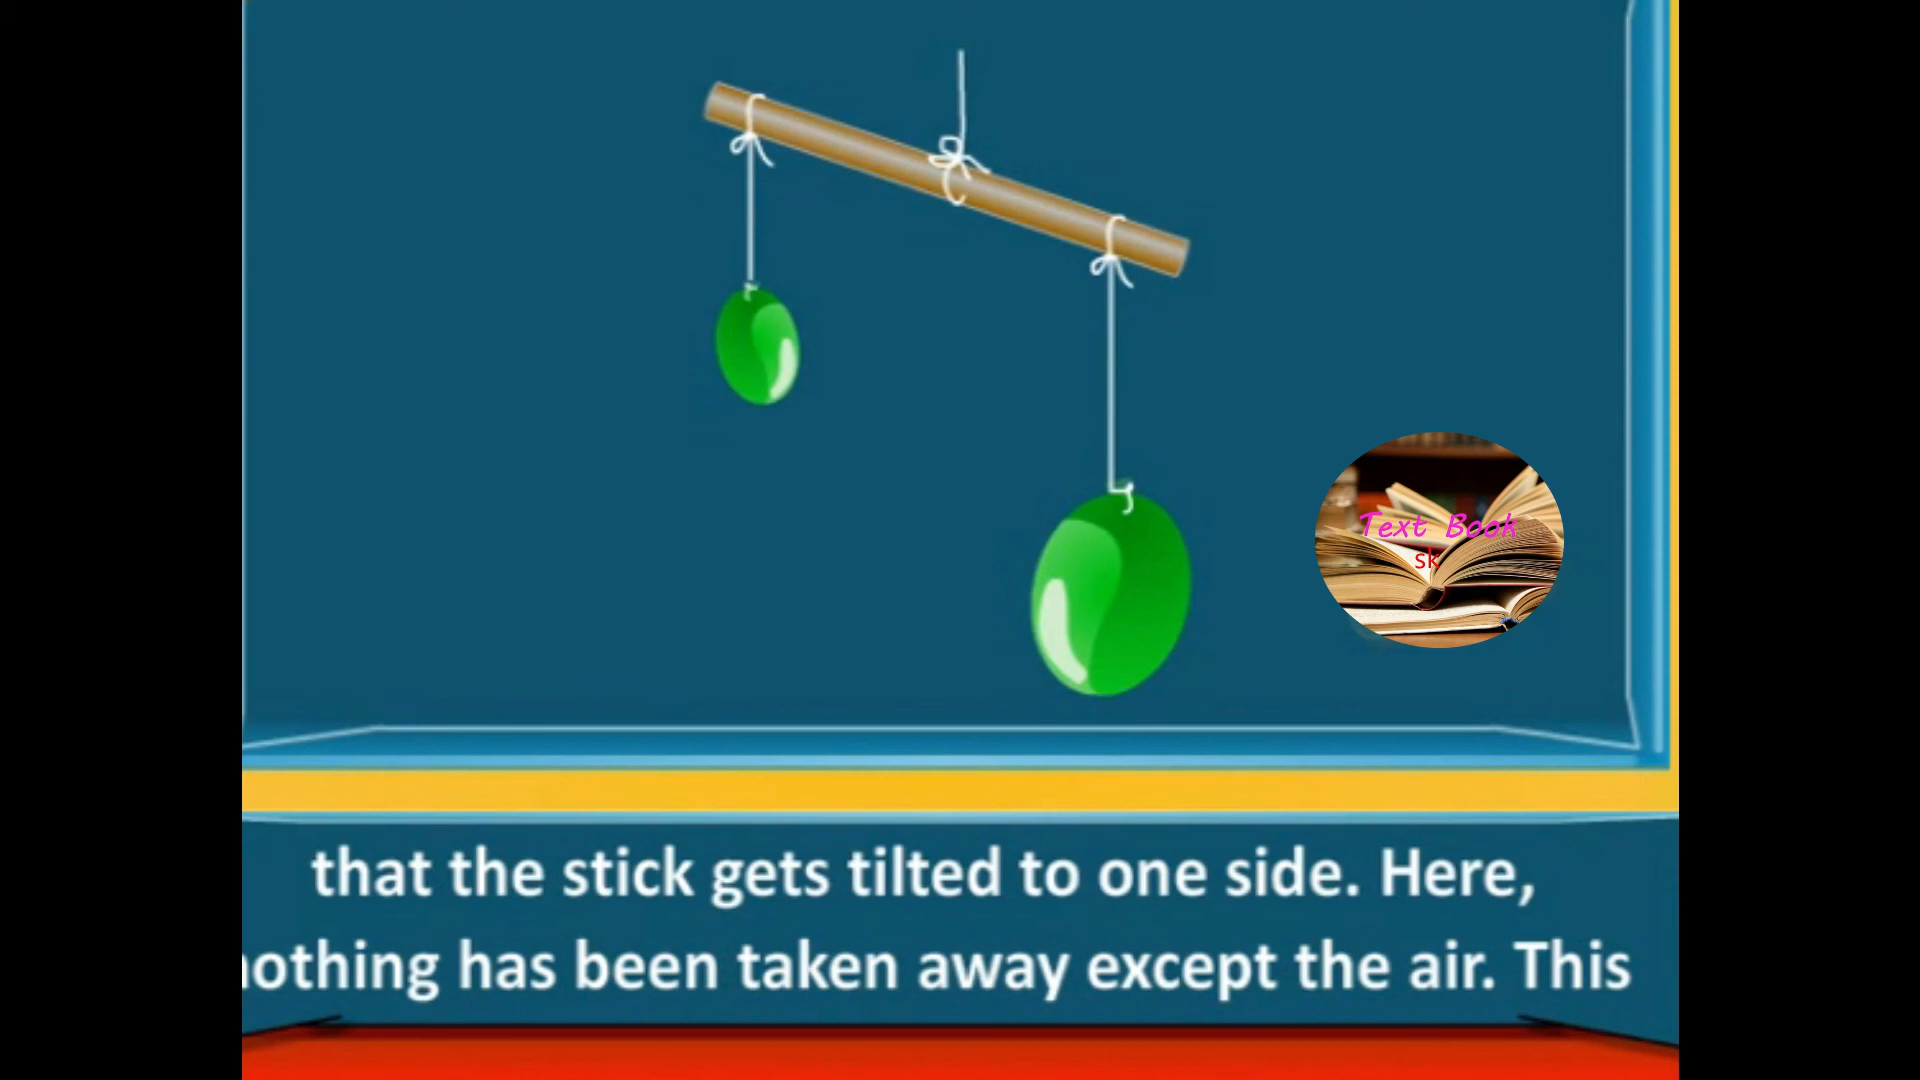 Text Book
sk
that the stick gets tilted to one side. Here,
nothing has been taken away except the air. This